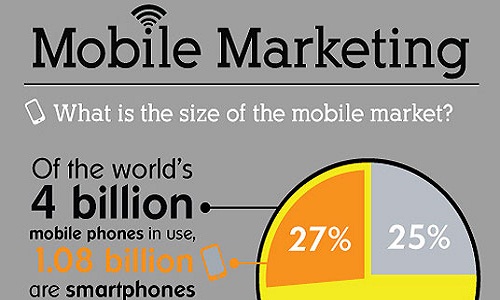 Mobile Marketing
What is the size of the mobile market?
Of the world's
4 billion
mobile phones in use,
1.08 billion
are smartphones
27%
25%